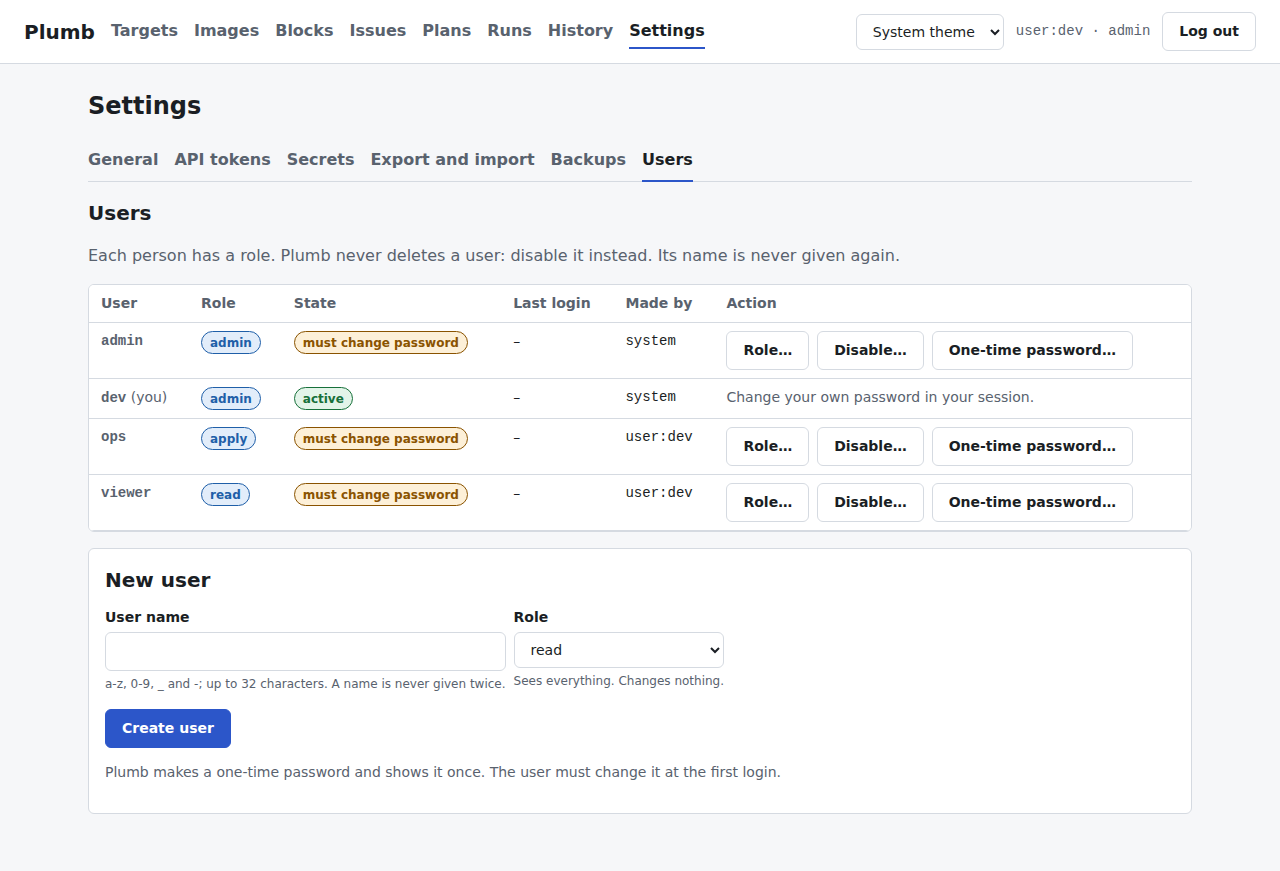 Plumb Targets Images Blocks Issues Plans Runs History Settings System theme user:dev · admin Log out
Settings
General API tokens Secrets Export and import Backups Users
Users
Each person has a role. Plumb never deletes a user: disable it instead. Its name is never given again.
User Role State Last login Made by Action
admin admin must change password – system Role… Disable… One-time password…
dev (you) admin active – system Change your own password in your session.
ops apply must change password – user:dev Role… Disable… One-time password…
viewer read must change password – user:dev Role… Disable… One-time password…
New user
User name Role
read
a-z, 0-9, _ and -; up to 32 characters. A name is never given twice. Sees everything. Changes nothing.
Create user
Plumb makes a one-time password and shows it once. The user must change it at the first login.